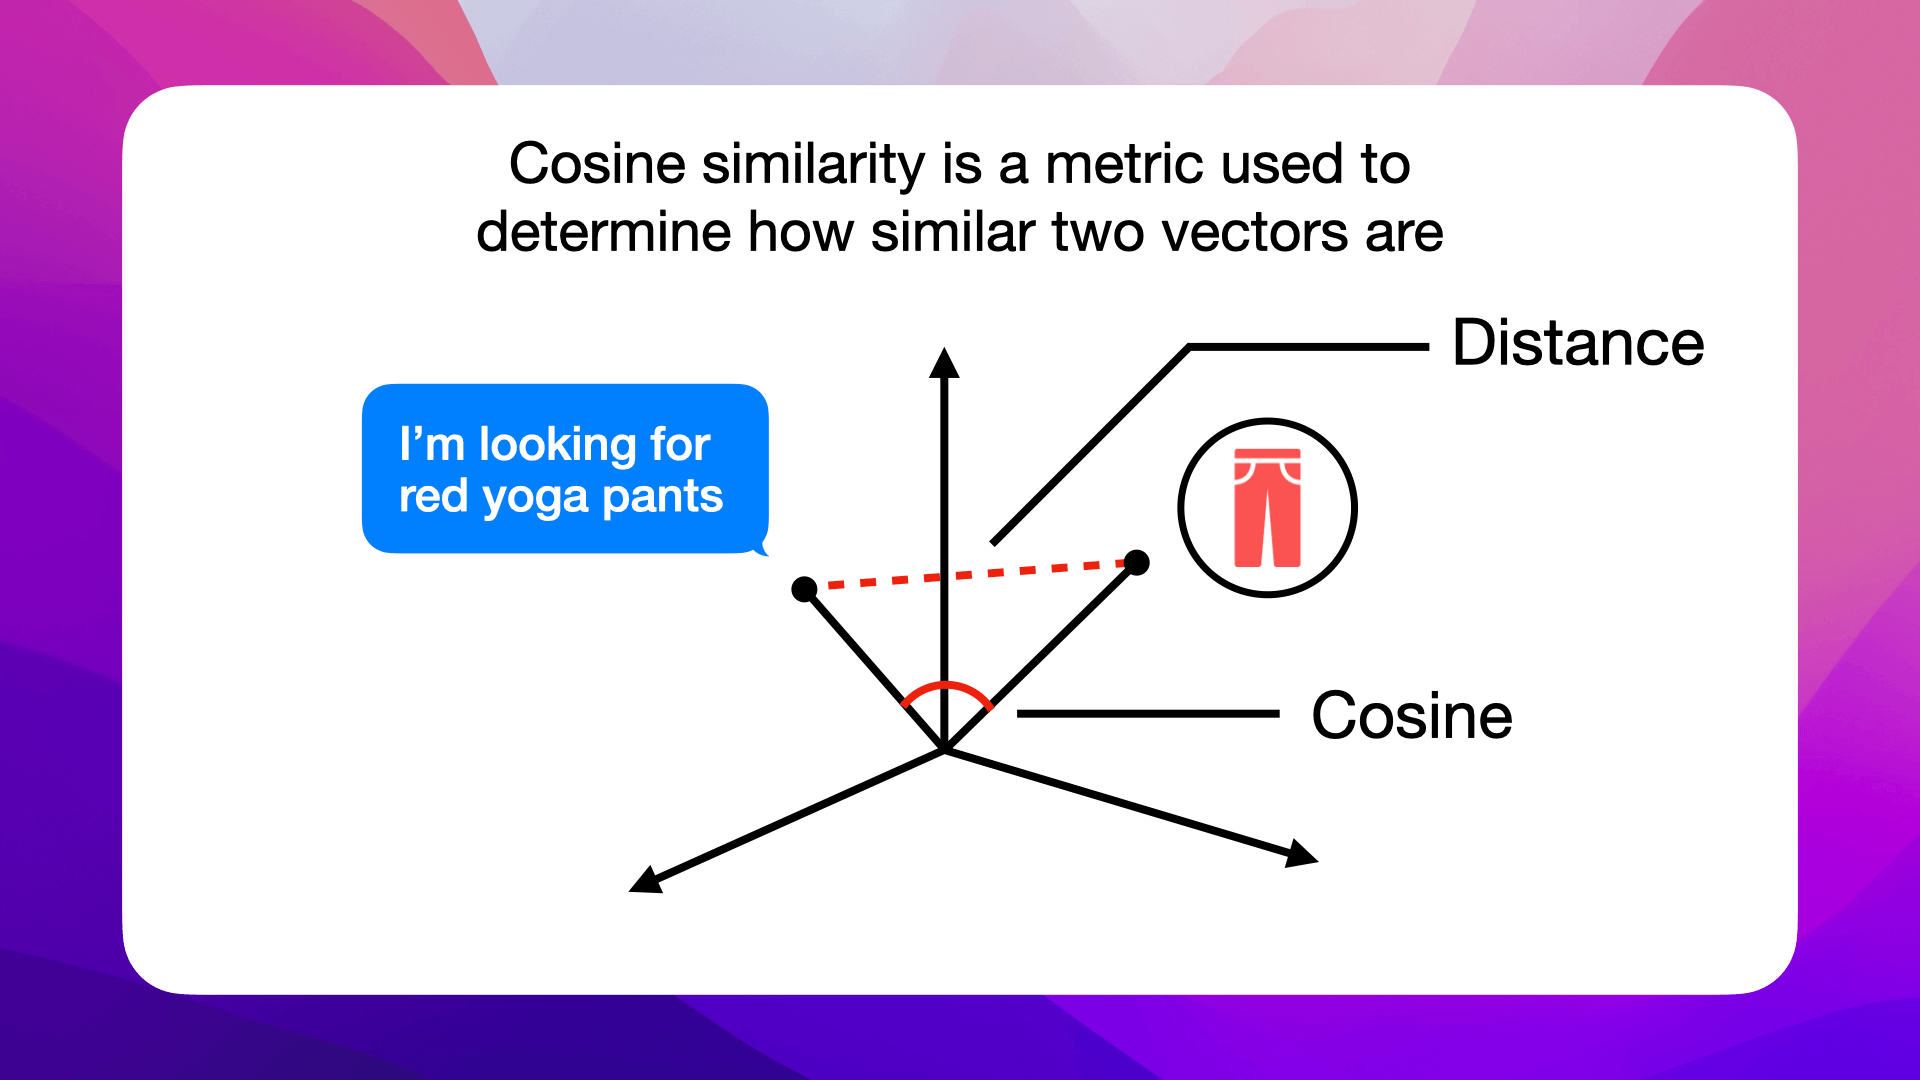 Cosine similarity is a metric used to
determine how similar two vectors are
Distance
I’m looking for
red yoga pants
Cosine